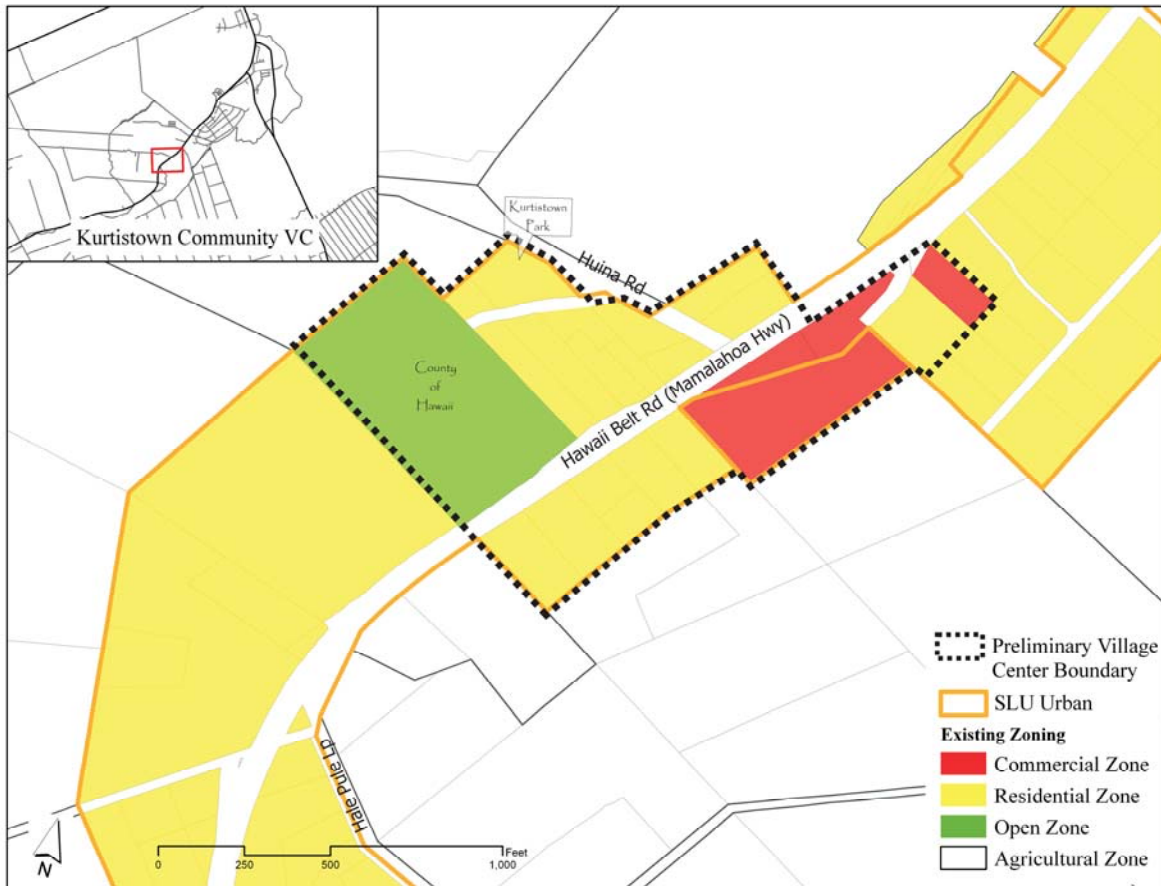 Kurtistown Community VC
Kurtistown
Park
Huina Rd
County
of
Hawaii
Hawaii Belt Rd (Mamalahoa Hwy)
Hale Pule Lp
Preliminary Village
Center Boundary
SLU Urban
Existing Zoning
Commercial Zone
Residential Zone
Open Zone
Agricultural Zone
N
Feet
0 250 500 1,000